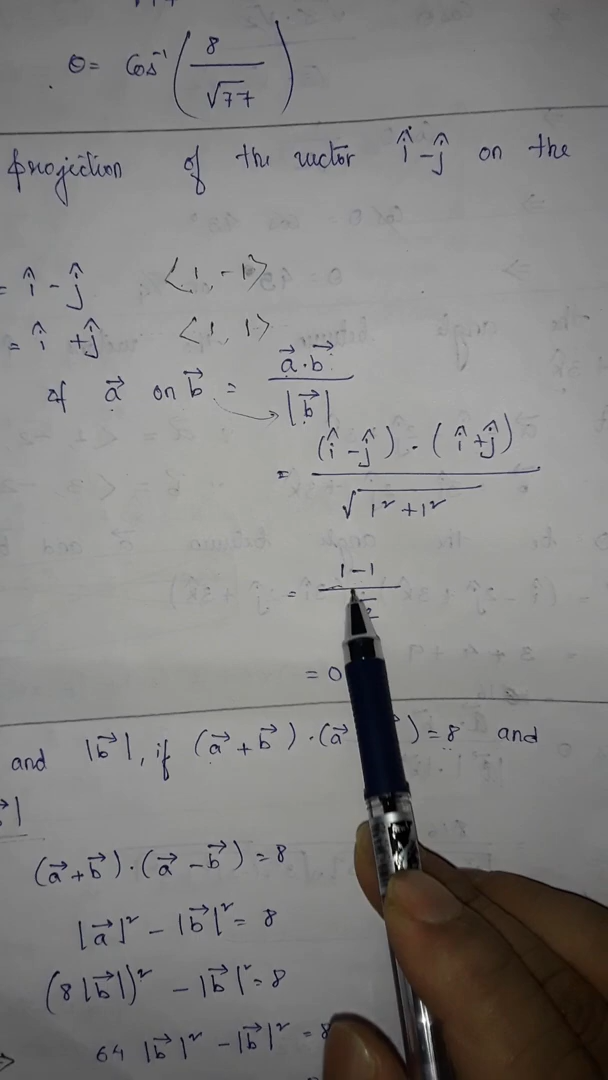 θ = Cos⁻¹(8/√77)
projection of the vector î - ĵ on the
= î - ĵ ⟨1, -1⟩
= î + ĵ ⟨1, 1⟩
of a⃗ on b⃗ = a⃗·b⃗ / |b⃗|
= (î - ĵ) · (î + ĵ) / √1² + 1²
= 1 - 1 / √2
= 0
and |b⃗|, if (a⃗ + b⃗) · (a⃗ ) = 8 and
(a⃗ + b⃗) · (a⃗ - b⃗) = 8
|a⃗|² - |b⃗|² = 8
(8|b⃗|)² - |b⃗|² = 8
64 |b⃗|² - |b⃗|² = 8